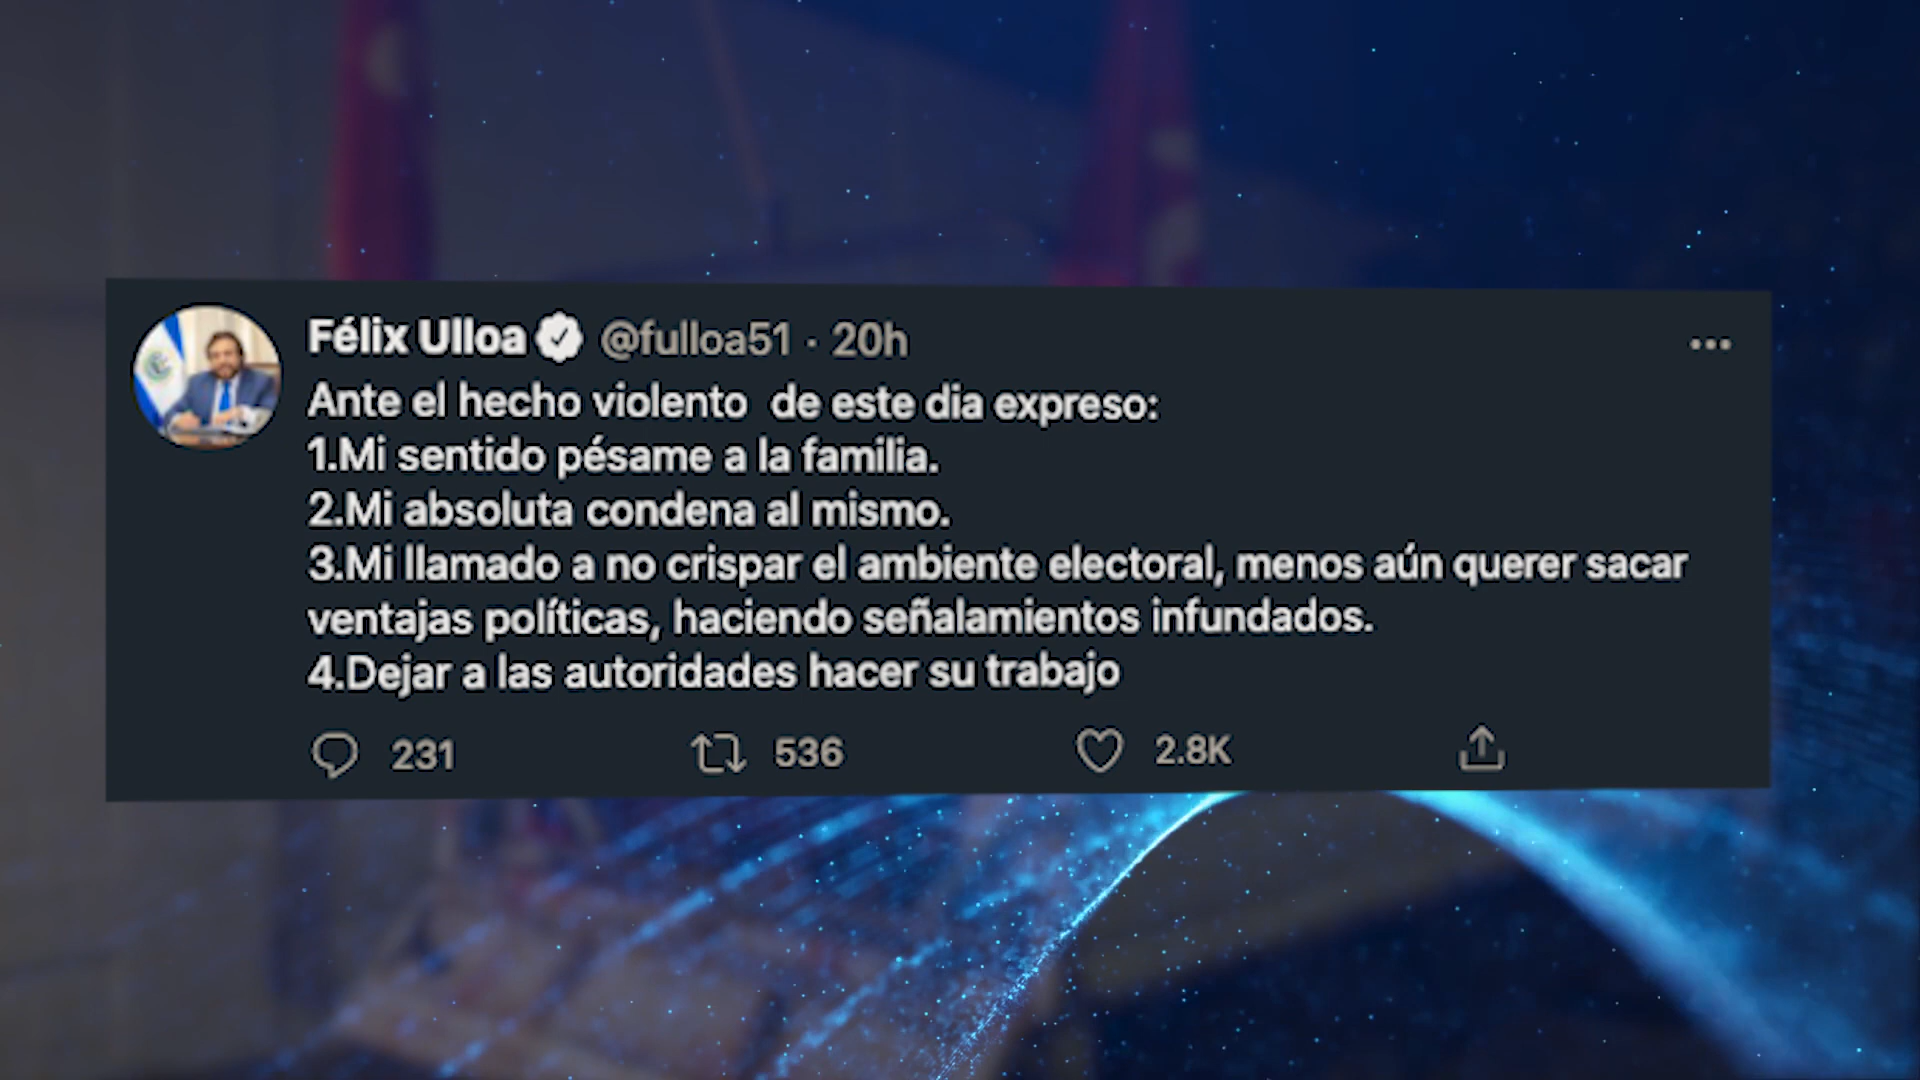 Félix Ulloa @fulloa51 · 20h
Ante el hecho violento de este dia expreso:
1.Mi sentido pésame a la familia.
2.Mi absoluta condena al mismo.
3.Mi llamado a no crispar el ambiente electoral, menos aún querer sacar
ventajas políticas, haciendo señalamientos infundados.
4.Dejar a las autoridades hacer su trabajo
231 536 2.8K